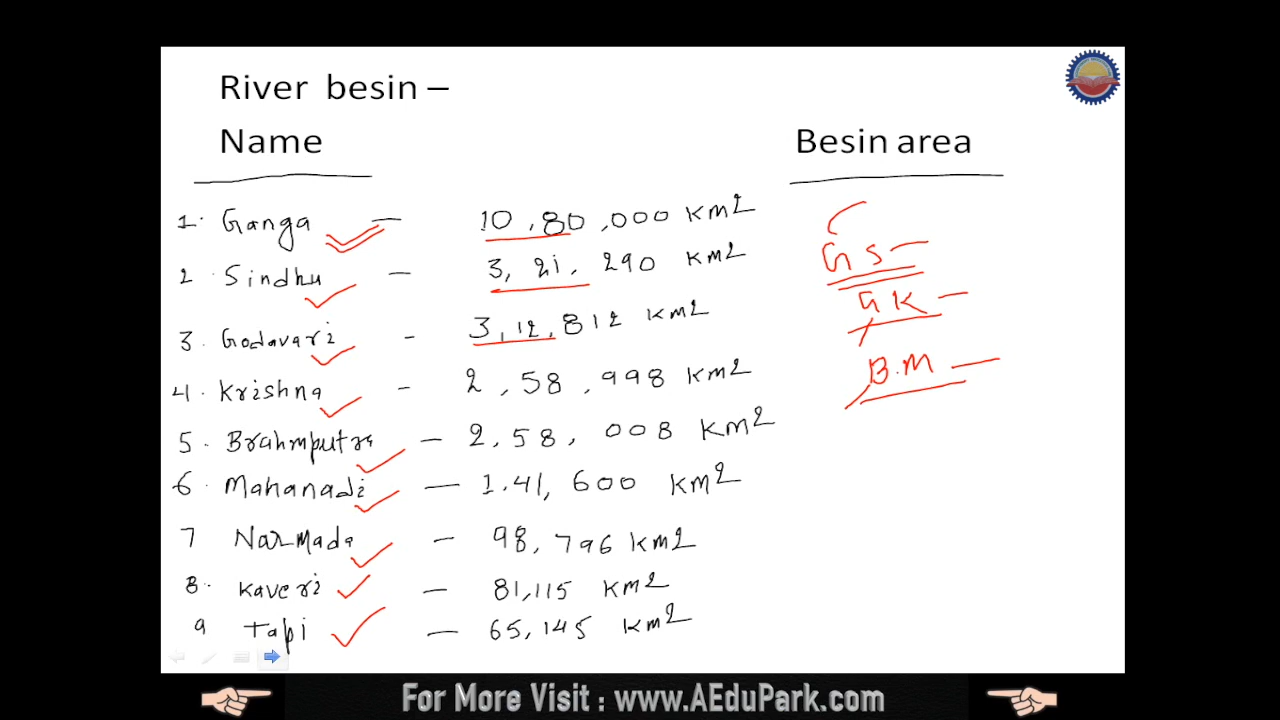 River besin –
Name Besin area
1. Ganga — 10,80,000 km2
2 . Sindhu — 3,21,290 km2
3. Godavari - 3,12,812 km2
4. Krishna - 2,58,998 km2
5. Brahmputra — 2,58,008 km2
6. Mahanadi — 1.41,600 km2
7 Narmada - 98,796 km2
8. Kaveri — 81,115 km2
9 Tapi — 65,145 km2
G S —
G K —
B.M —
For More Visit : www.AEduPark.com